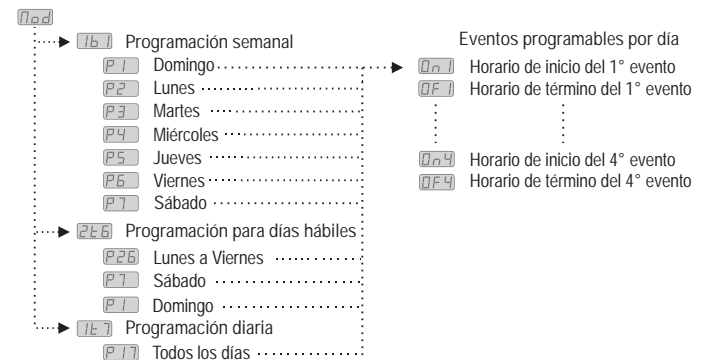 Mod
1b1 Programación semanal
P1 Domingo
P2 Lunes
P3 Martes
P4 Miércoles
P5 Jueves
P6 Viernes
P7 Sábado
2t6 Programación para días hábiles
P26 Lunes a Viernes
P7 Sábado
P1 Domingo
1t7 Programación diaria
P17 Todos los días
Eventos programables por día
On1 Horario de inicio del 1° evento
OF1 Horario de término del 1° evento
On4 Horario de inicio del 4° evento
OF4 Horario de término del 4° evento